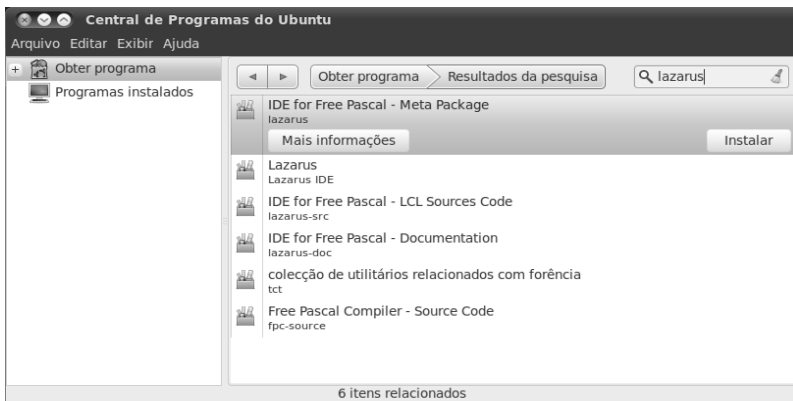 Central de Programas do Ubuntu
Arquivo Editar Exibir Ajuda
Obter programa
Programas instalados
Obter programa
Resultados da pesquisa
lazarus
IDE for Free Pascal - Meta Package
lazarus
Mais informações
Instalar
Lazarus
Lazarus IDE
IDE for Free Pascal - LCL Sources Code
lazarus-src
IDE for Free Pascal - Documentation
lazarus-doc
colecção de utilitários relacionados com forência
tct
Free Pascal Compiler - Source Code
fpc-source
6 itens relacionados